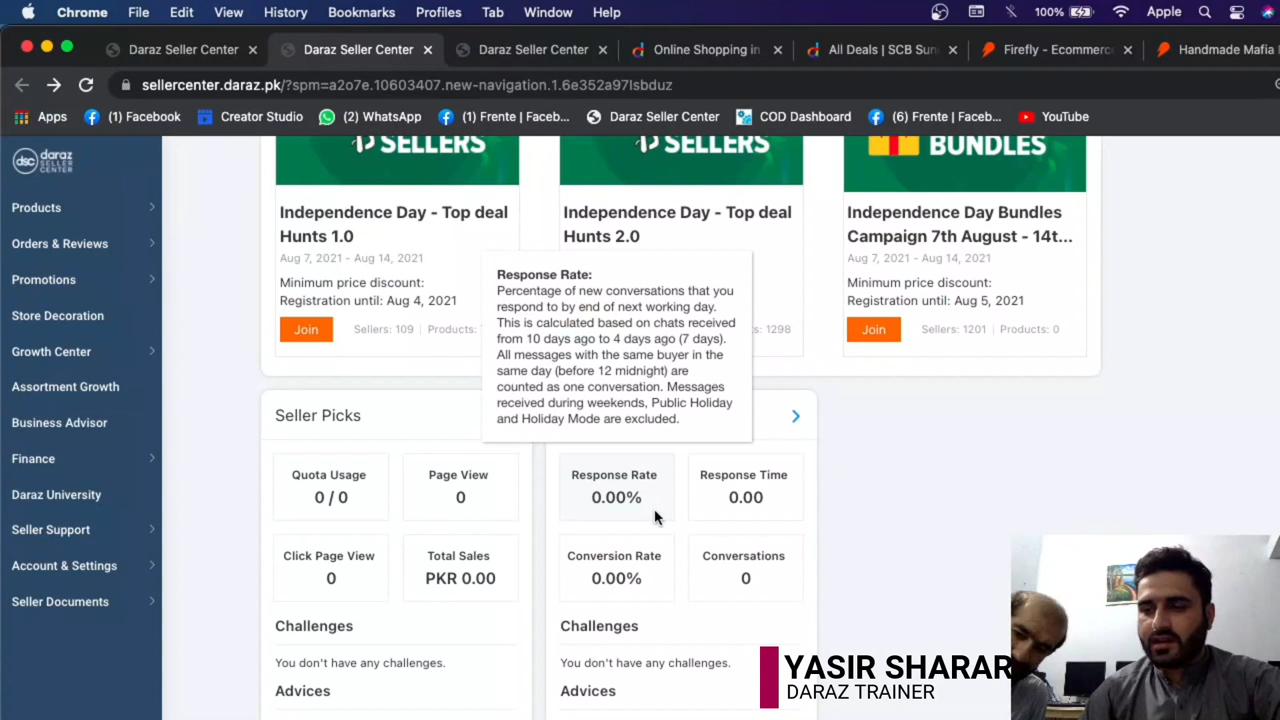 Chrome File Edit View History Bookmarks Profiles Tab Window Help 100% Apple
Daraz Seller Center Daraz Seller Center Daraz Seller Center Online Shopping in All Deals | SCB Sun Firefly - Ecommerc Handmade Mafia
sellercenter.daraz.pk/?spm=a2o7e.10603407.new-navigation.1.6e352a97lsbduz
Apps (1) Facebook Creator Studio (2) WhatsApp (1) Frente | Faceb... Daraz Seller Center COD Dashboard (6) Frente | Faceb... YouTube
dsc daraz
SELLER
CENTER
Products
Orders & Reviews
Promotions
Store Decoration
Growth Center
Assortment Growth
Business Advisor
Finance
Daraz University
Seller Support
Account & Settings
Seller Documents
SELLERS
Independence Day - Top deal
Hunts 1.0
Aug 7, 2021 - Aug 14, 2021
Minimum price discount:
Registration until: Aug 4, 2021
Join Sellers: 109 | Products:
SELLERS
Independence Day - Top deal
Hunts 2.0
1298
BUNDLES
Independence Day Bundles
Campaign 7th August - 14t...
Aug 7, 2021 - Aug 14, 2021
Minimum price discount:
Registration until: Aug 5, 2021
Join Sellers: 1201 | Products: 0
Response Rate:
Percentage of new conversations that you
respond to by end of next working day.
This is calculated based on chats received
from 10 days ago to 4 days ago (7 days).
All messages with the same buyer in the
same day (before 12 midnight) are
counted as one conversation. Messages
received during weekends, Public Holiday
and Holiday Mode are excluded.
Seller Picks
Quota Usage
0 / 0
Page View
0
Click Page View
0
Total Sales
PKR 0.00
Challenges
You don't have any challenges.
Advices
Response Rate
0.00%
Response Time
0.00
Conversion Rate
0.00%
Conversations
0
Challenges
You don't have any challenges.
Advices
YASIR SHARAR
DARAZ TRAINER